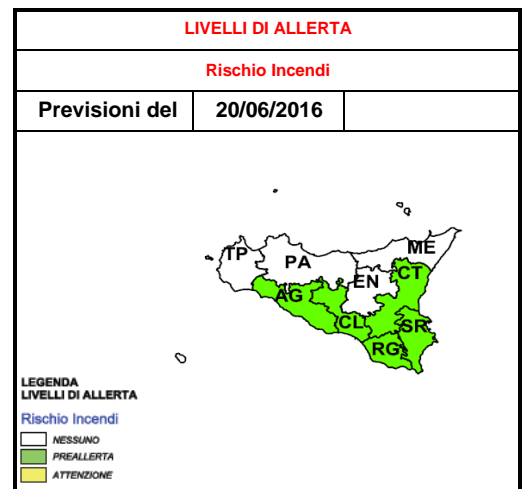 LIVELLI DI ALLERTA
Rischio Incendi
Previsioni del 20/06/2016
TP
PA
ME
EN
CT
AG
CL
SR
RG
LEGENDA
LIVELLI DI ALLERTA
Rischio Incendi
NESSUNO
PREALLERTA
ATTENZIONE